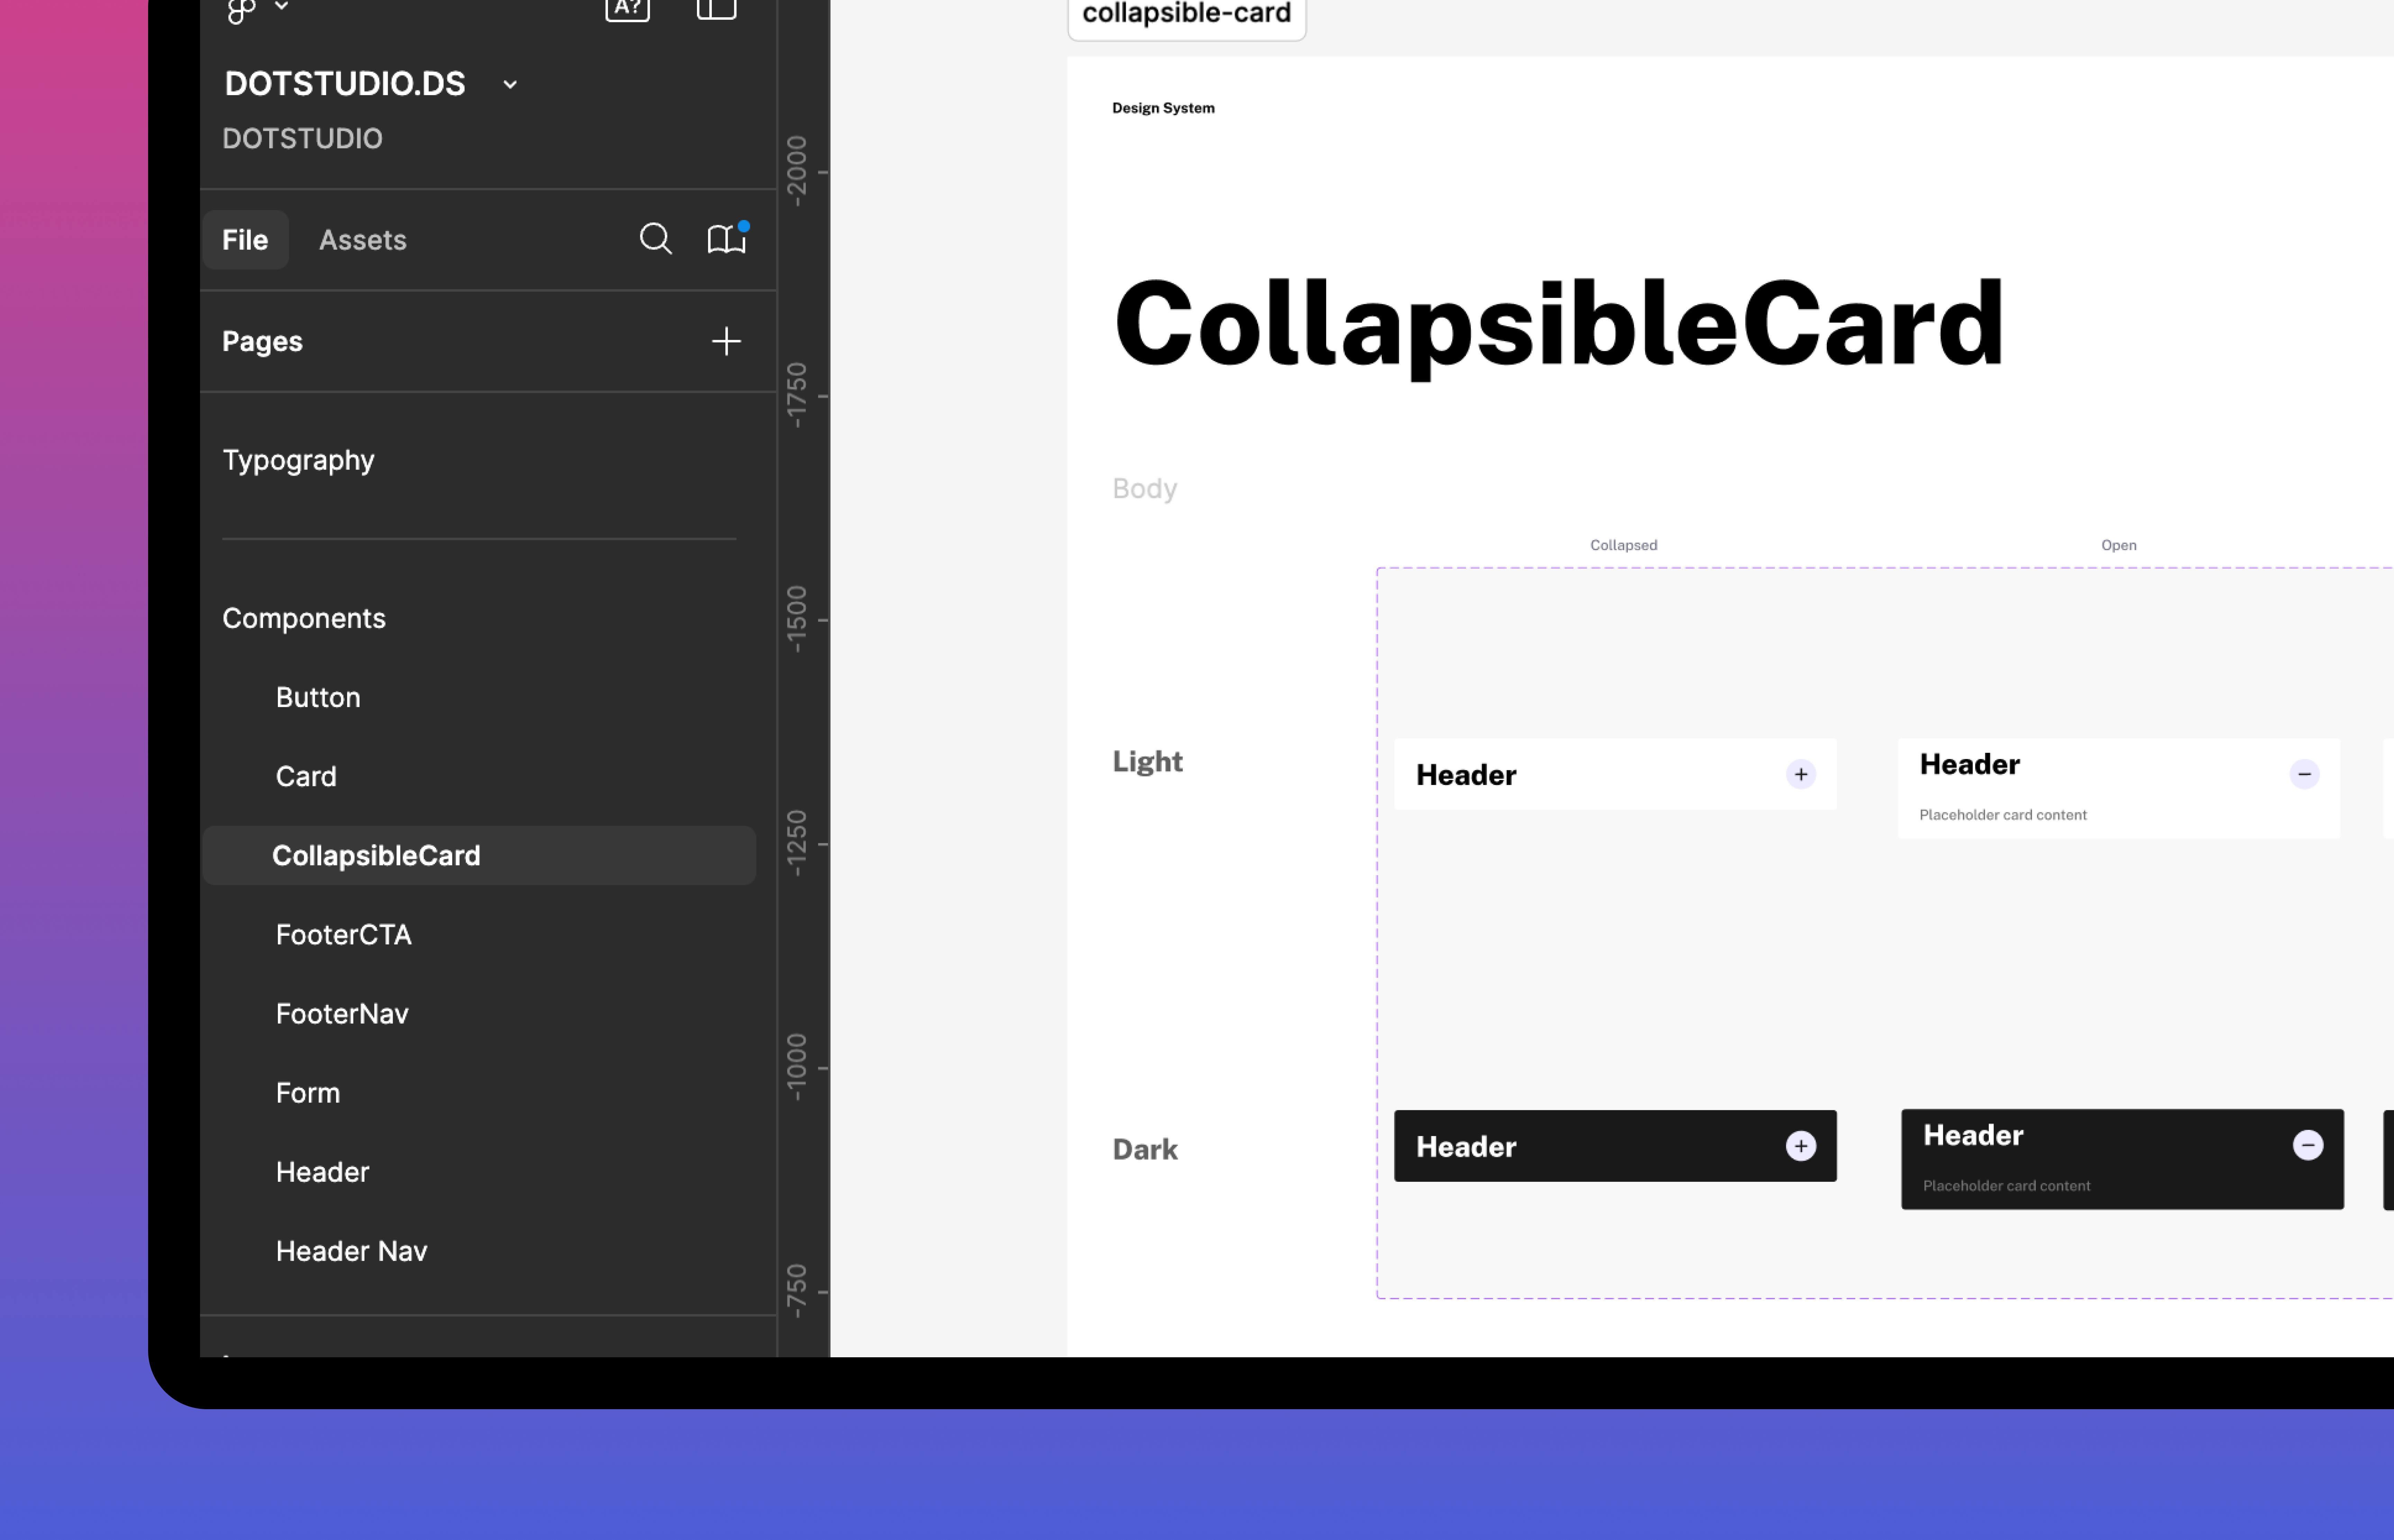 A?
collapsible-card
DOTSTUDIO.DS
DOTSTUDIO
File
Assets
Pages
Typography
Components
Button
Card
CollapsibleCard
FooterCTA
FooterNav
Form
Header
Header Nav
-2000
-1750
-1500
-1250
-1000
-750
Design System
CollapsibleCard
Body
Collapsed
Open
Light
Header
Header
Placeholder card content
Dark
Header
Header
Placeholder card content